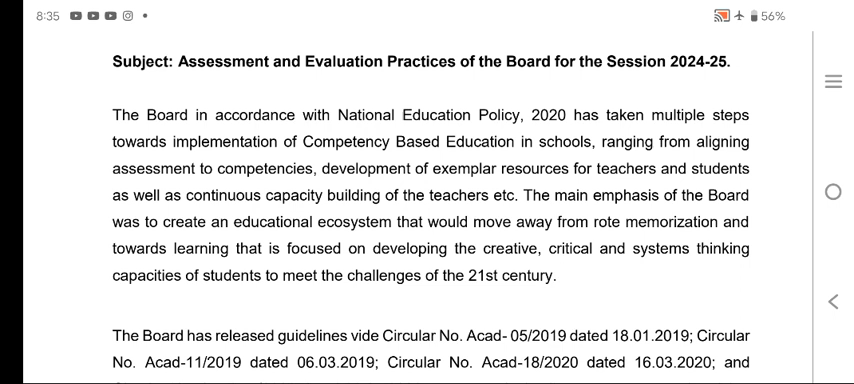 8:35
56%
Subject: Assessment and Evaluation Practices of the Board for the Session 2024-25.
The Board in accordance with National Education Policy, 2020 has taken multiple steps
towards implementation of Competency Based Education in schools, ranging from aligning
assessment to competencies, development of exemplar resources for teachers and students
as well as continuous capacity building of the teachers etc. The main emphasis of the Board
was to create an educational ecosystem that would move away from rote memorization and
towards learning that is focused on developing the creative, critical and systems thinking
capacities of students to meet the challenges of the 21st century.
The Board has released guidelines vide Circular No. Acad- 05/2019 dated 18.01.2019; Circular
No. Acad-11/2019 dated 06.03.2019; Circular No. Acad-18/2020 dated 16.03.2020; and